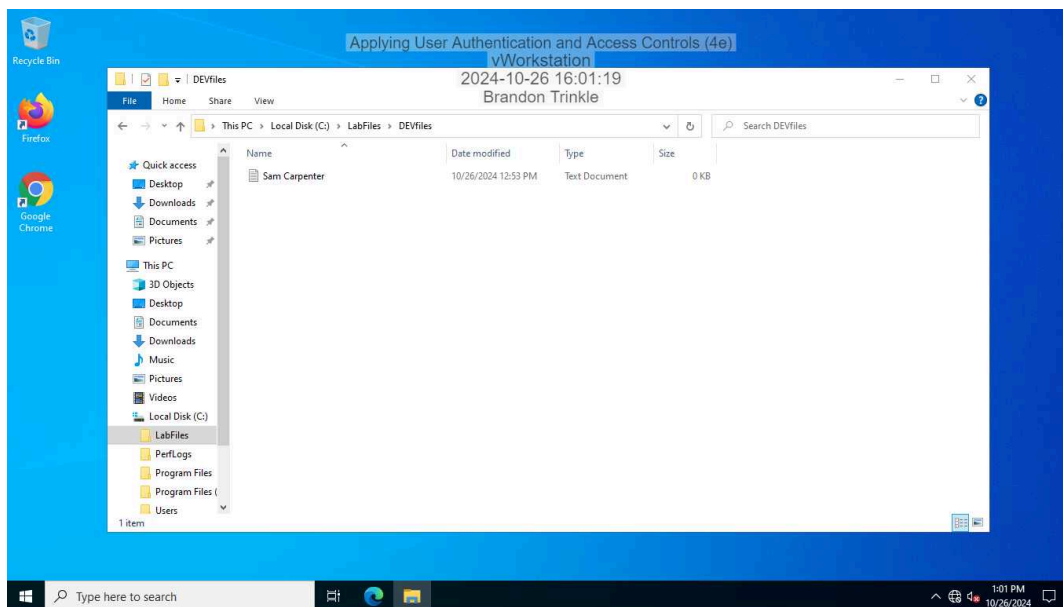 Recycle Bin
Firefox
Google
Chrome
Applying User Authentication and Access Controls (4e)
vWorkstation
2024-10-26 16:01:19
Brandon Trinkle
DEVfiles
File Home Share View
This PC > Local Disk (C:) > LabFiles > DEVfiles
Search DEVfiles
Name Date modified Type Size
Sam Carpenter 10/26/2024 12:53 PM Text Document 0 KB
Quick access
Desktop
Downloads
Documents
Pictures
This PC
3D Objects
Desktop
Documents
Downloads
Music
Pictures
Videos
Local Disk (C:)
LabFiles
PerfLogs
Program Files
Program Files (
Users
1 item
Type here to search
1:01 PM
10/26/2024